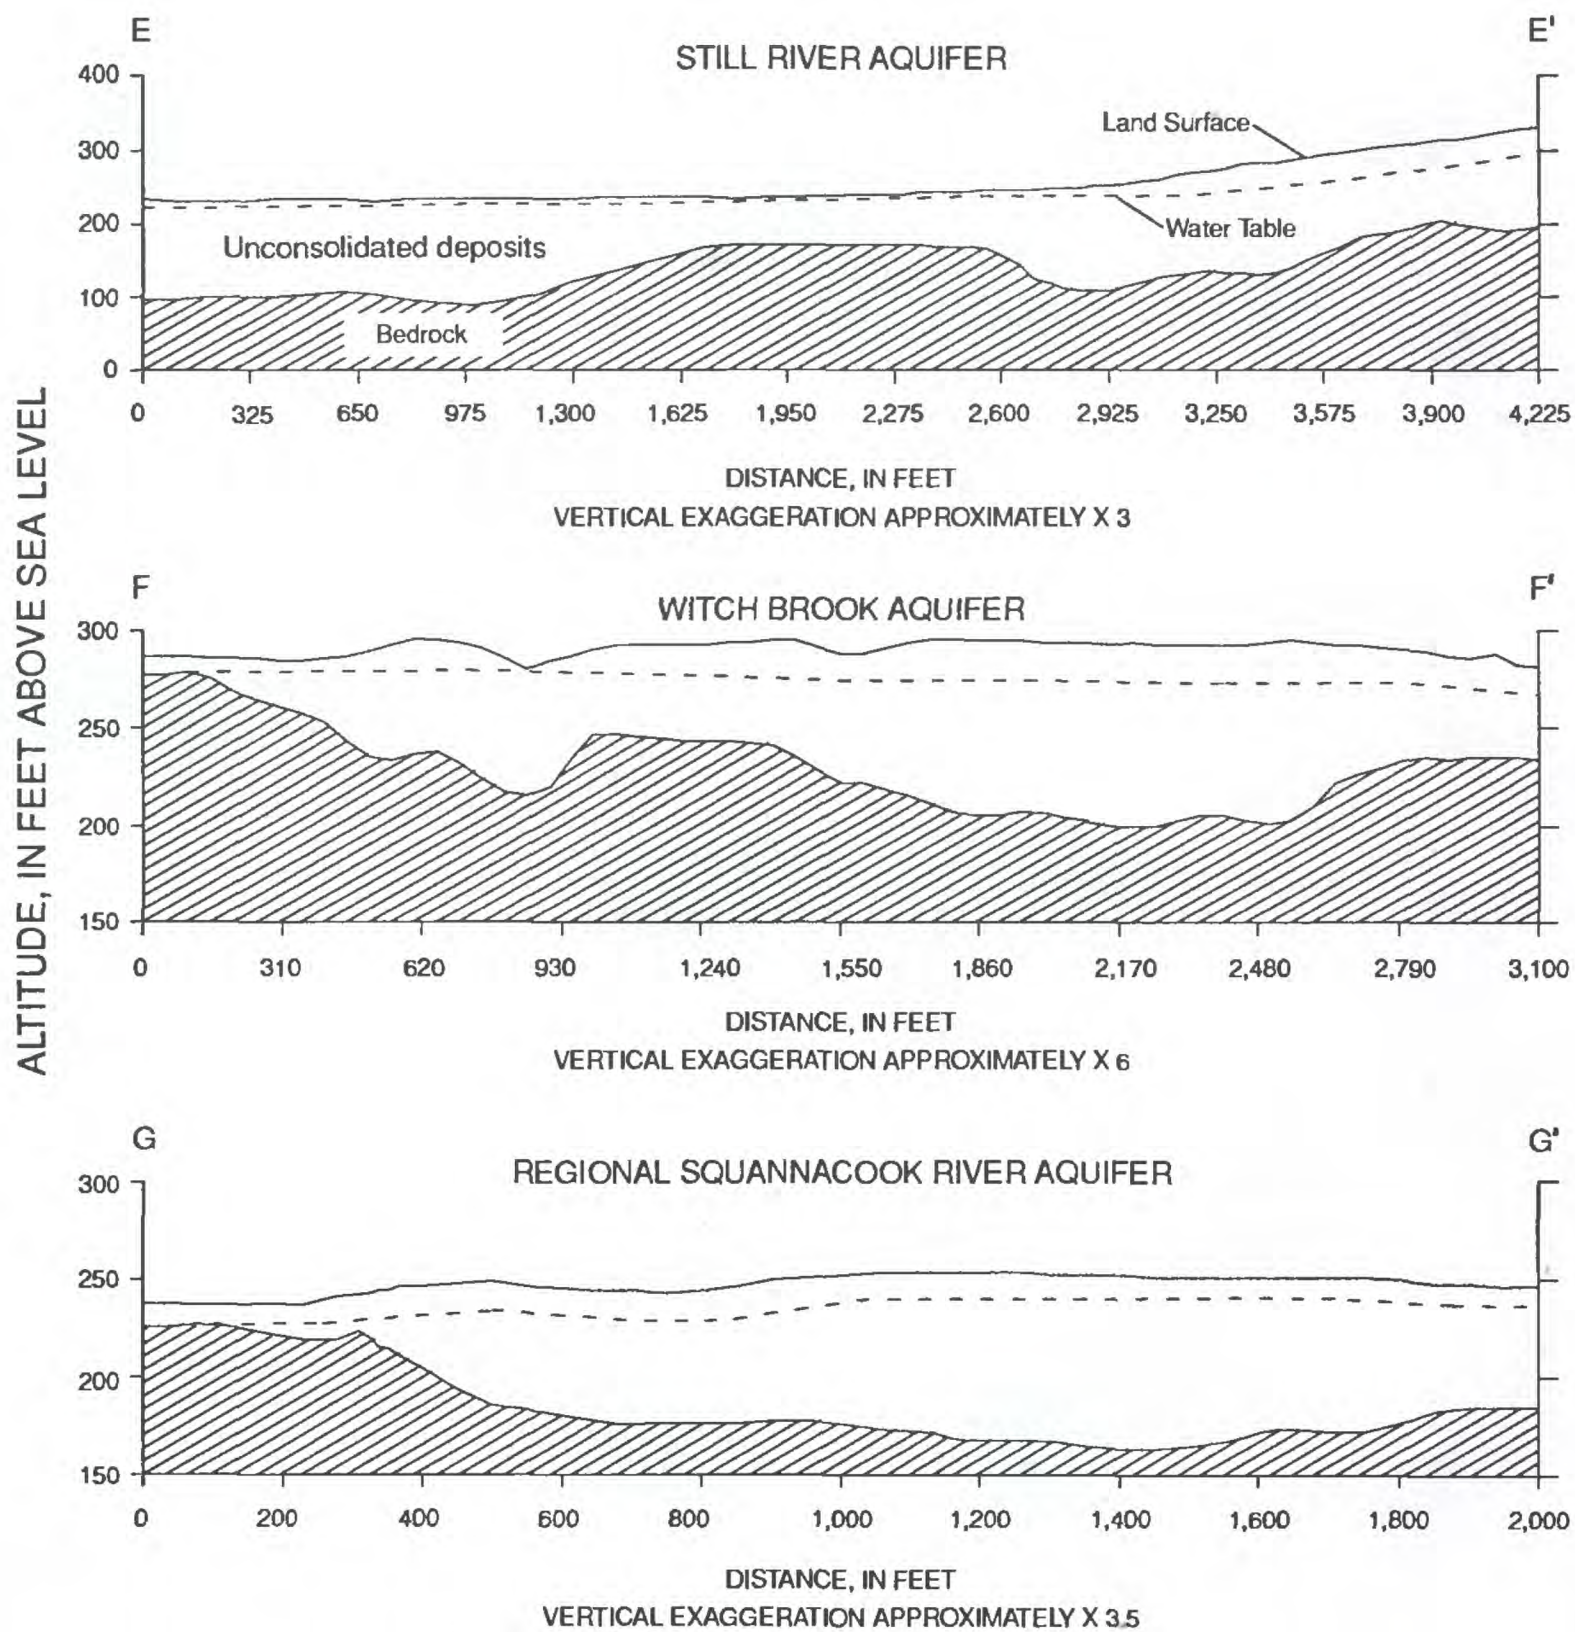 E E'
STILL RIVER AQUIFER
400
Land Surface
300
200
Water Table
Unconsolidated deposits
100
Bedrock
0
0 325 650 975 1,300 1,625 1,950 2,275 2,600 2,925 3,250 3,575 3,900 4,225
DISTANCE, IN FEET
VERTICAL EXAGGERATION APPROXIMATELY X 3
ALTITUDE, IN FEET ABOVE SEA LEVEL
F F'
WITCH BROOK AQUIFER
300
250
200
150
0 310 620 930 1,240 1,550 1,860 2,170 2,480 2,790 3,100
DISTANCE, IN FEET
VERTICAL EXAGGERATION APPROXIMATELY X 6
G G'
REGIONAL SQUANNACOOK RIVER AQUIFER
300
250
200
150
0 200 400 600 800 1,000 1,200 1,400 1,600 1,800 2,000
DISTANCE, IN FEET
VERTICAL EXAGGERATION APPROXIMATELY X 3.5